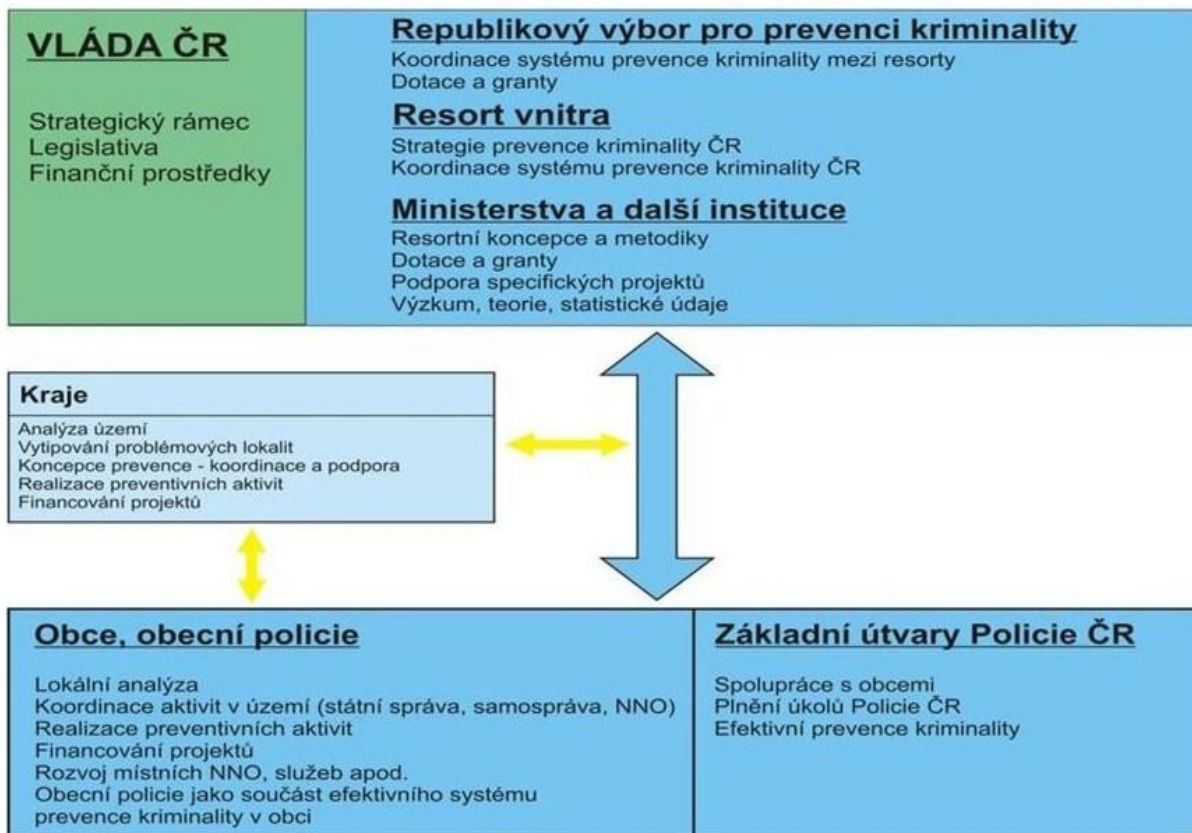 VLÁDA ČR
Strategický rámec
Legislativa
Finanční prostředky
Republikový výbor pro prevenci kriminality
Koordinace systému prevence kriminality mezi resorty
Dotace a granty
Resort vnitra
Strategie prevence kriminality ČR
Koordinace systému prevence kriminality ČR
Ministerstva a další instituce
Resortní koncepce a metodiky
Dotace a granty
Podpora specifických projektů
Výzkum, teorie, statistické údaje
Kraje
Analýza území
Vytipování problémových lokalit
Koncepce prevence - koordinace a podpora
Realizace preventivních aktivit
Financování projektů
Obce, obecní policie
Lokální analýza
Koordinace aktivit v území (státní správa, samospráva, NNO)
Realizace preventivních aktivit
Financování projektů
Rozvoj místních NNO, služeb apod.
Obecní policie jako součást efektivního systému
prevence kriminality v obci
Základní útvary Policie ČR
Spolupráce s obcemi
Plnění úkolů Policie ČR
Efektivní prevence kriminality